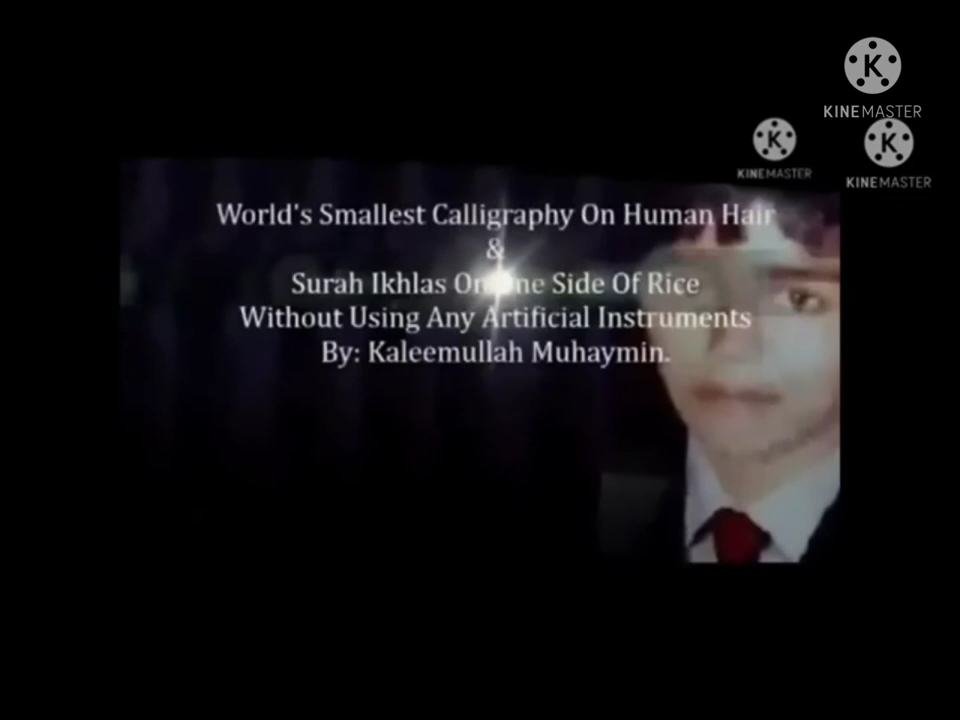 KINEMASTER
KINEMASTER
KINEMASTER
World's Smallest Calligraphy On Human Hair
&
Surah Ikhlas On One Side Of Rice
Without Using Any Artificial Instruments
By: Kaleemullah Muhaymin.